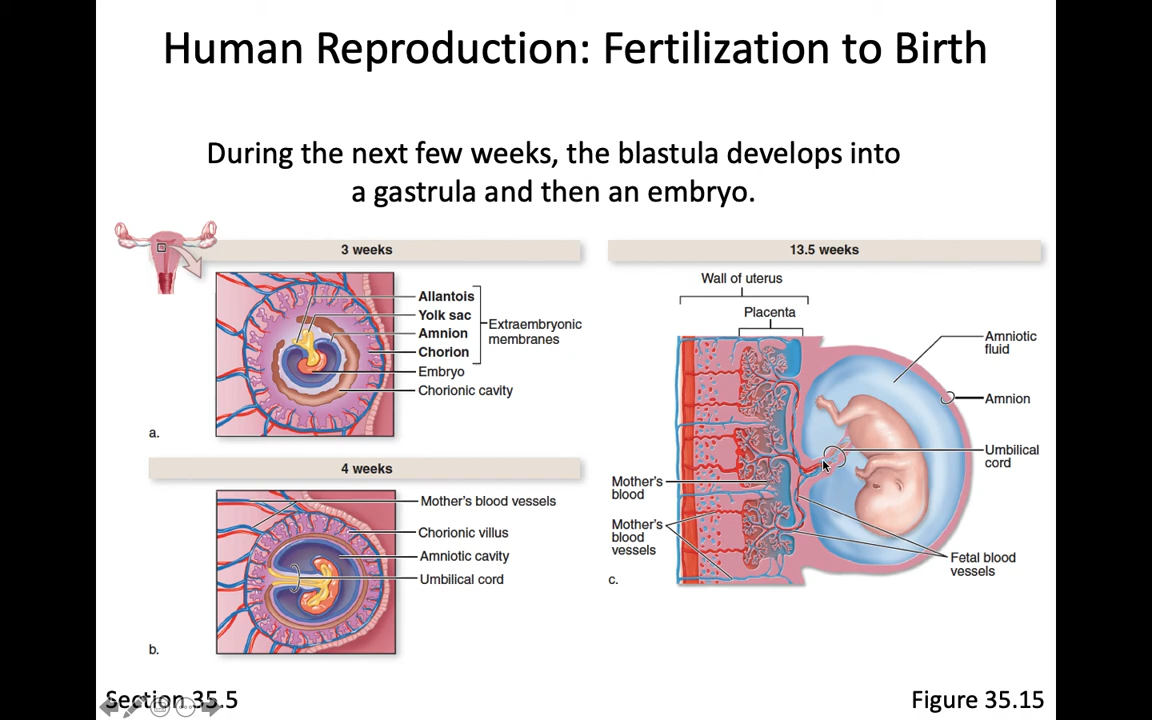 Human Reproduction: Fertilization to Birth
During the next few weeks, the blastula develops into
a gastrula and then an embryo.
3 weeks
Allantois
Yolk sac
Amnion
Chorion
Extraembryonic
membranes
Embryo
Chorionic cavity
a.
4 weeks
Mother's blood vessels
Chorionic villus
Amniotic cavity
Umbilical cord
b.
13.5 weeks
Wall of uterus
Placenta
Amniotic
fluid
Amnion
Umbilical
cord
Mother's
blood
Mother's
blood
vessels
Fetal blood
vessels
c.
Section 35.5
Figure 35.15